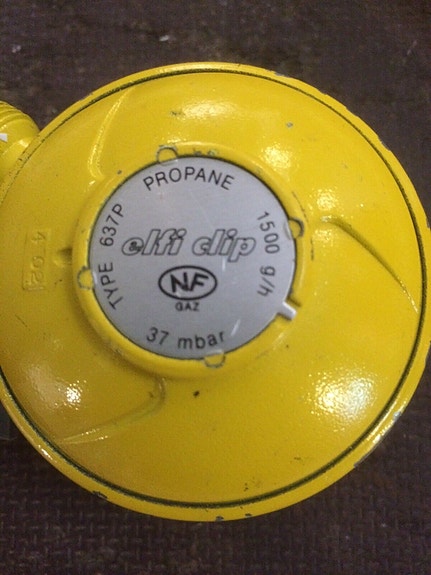 PROPANE
TYPE 637P
1500 g/h
elfi clip
NF
GAZ
37 mbar